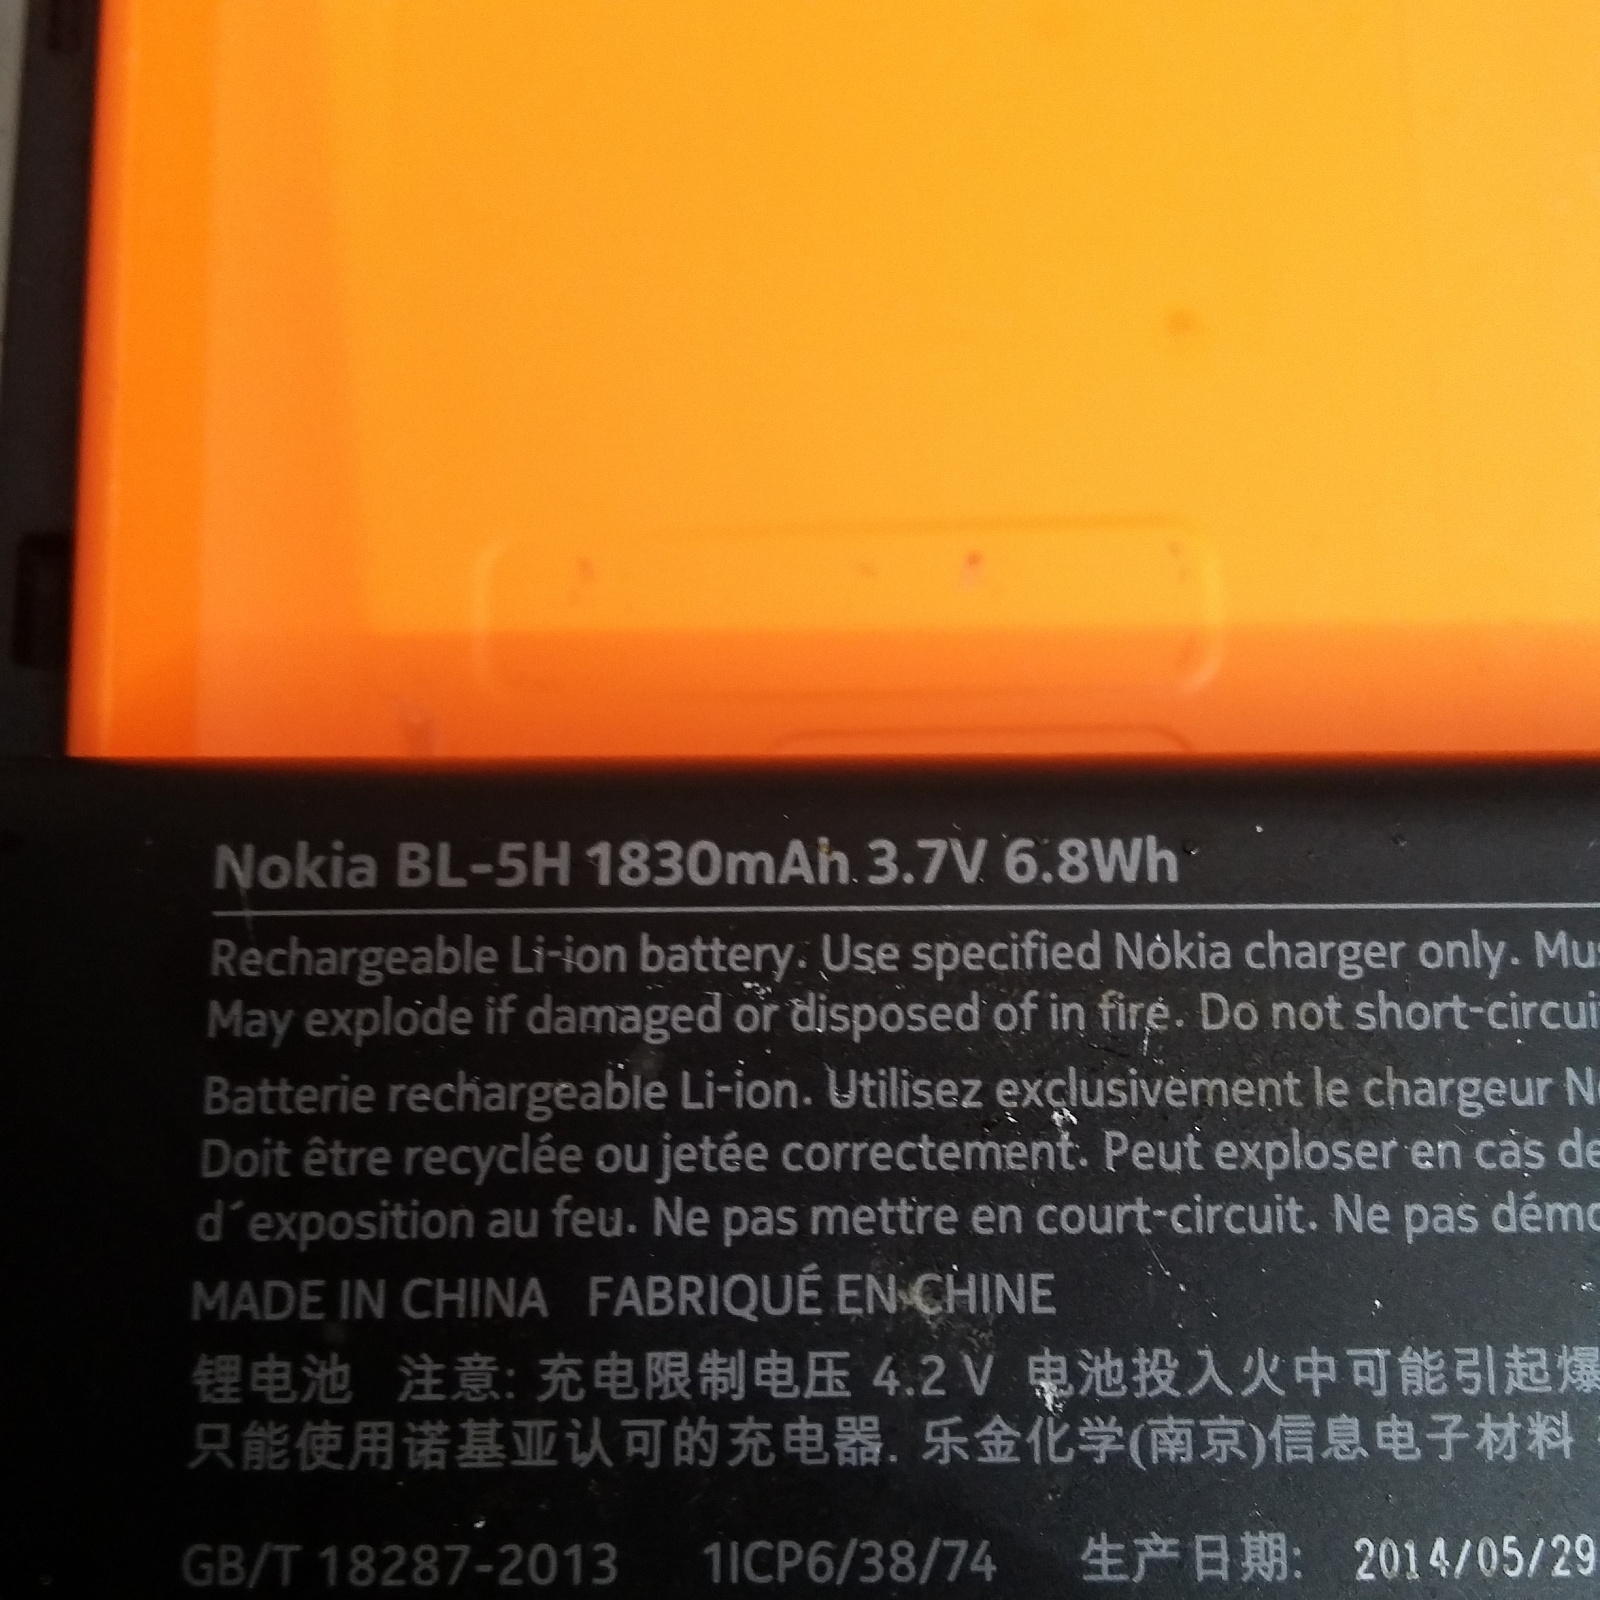 Nokia BL-5H 1830mAh 3.7V 6.8Wh
Rechargeable Li-ion battery. Use specified Nokia charger only.
May explode if damaged or disposed of in fire. Do not
Batterie rechargeable Li-ion. Utilisez exclusivement le chargeur
Doit être recyclée ou jetée correctement. Peut exploser en cas
d´exposition au feu. Ne pas mettre en court-circuit. Ne pas
MADE IN CHINA FABRIQUÉ EN CHINE
锂电池 注意: 充电限制电压 4.2 V 电池投入火中可能引起爆
只能使用诺基亚认可的充电器. 乐金化学(南京)信息电子材料
GB/T 18287-2013 1ICP6/38/74 生产日期: 2014/05/29